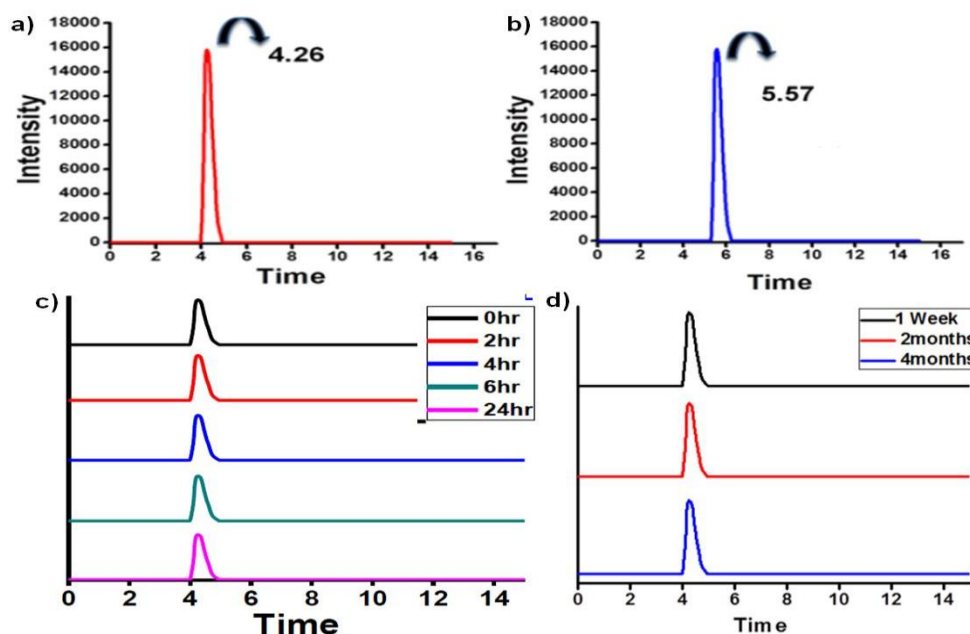 a)
18000
16000
14000
12000
10000
8000
6000
4000
2000
0
Intensity
4.26
0 2 4 6 8 10 12 14 16
Time
b)
18000
16000
14000
12000
10000
8000
6000
4000
2000
0
Intensity
5.57
0 2 4 6 8 10 12 14 16
Time
c)
0hr
2hr
4hr
6hr
24hr
0 2 4 6 8 10 12 14
Time
d)
1 Week
2months
4months
0 2 4 6 8 10 12 14
Time